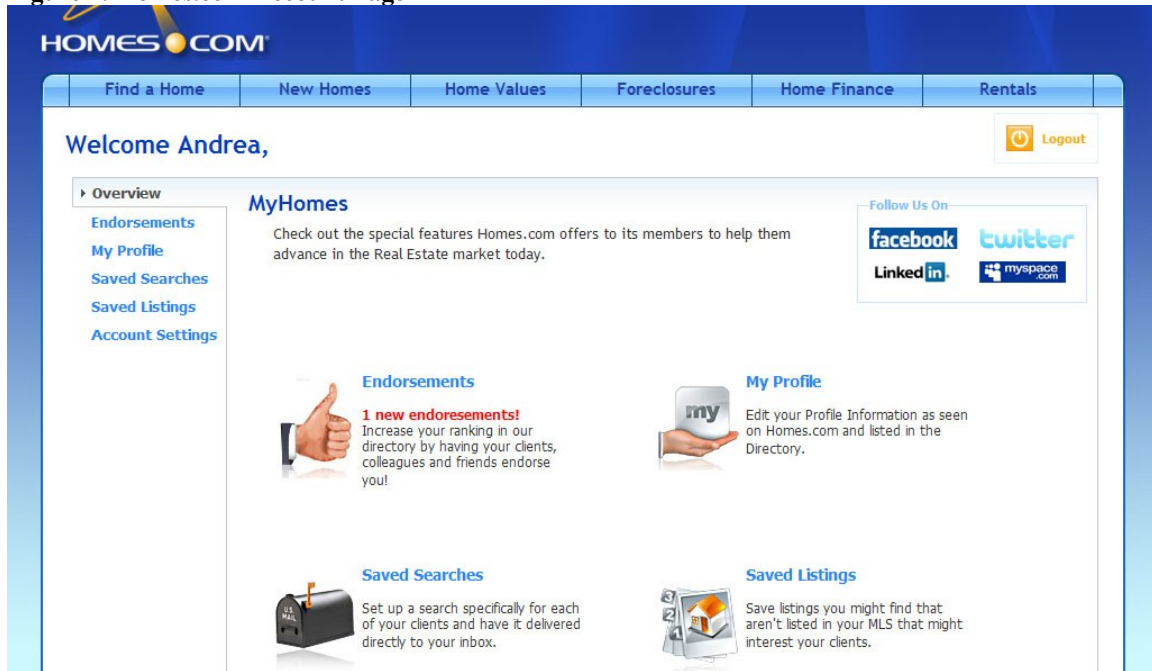 HOMES COM
Find a Home New Homes Home Values Foreclosures Home Finance Rentals
Welcome Andrea,
Logout
Overview
Endorsements
My Profile
Saved Searches
Saved Listings
Account Settings
MyHomes
Check out the special features Homes.com offers to its members to help them
advance in the Real Estate market today.
Follow Us On
facebook twitter
Linked in. myspace.com
Endorsements
1 new endoresements!
Increase your ranking in our
directory by having your clients,
colleagues and friends endorse
you!
my
My Profile
Edit your Profile Information as seen
on Homes.com and listed in the
Directory.
U.S.
MAIL
Saved Searches
Set up a search specifically for each
of your clients and have it delivered
directly to your inbox.
3
2
1
Saved Listings
Save listings you might find that
aren't listed in your MLS that might
interest your clients.